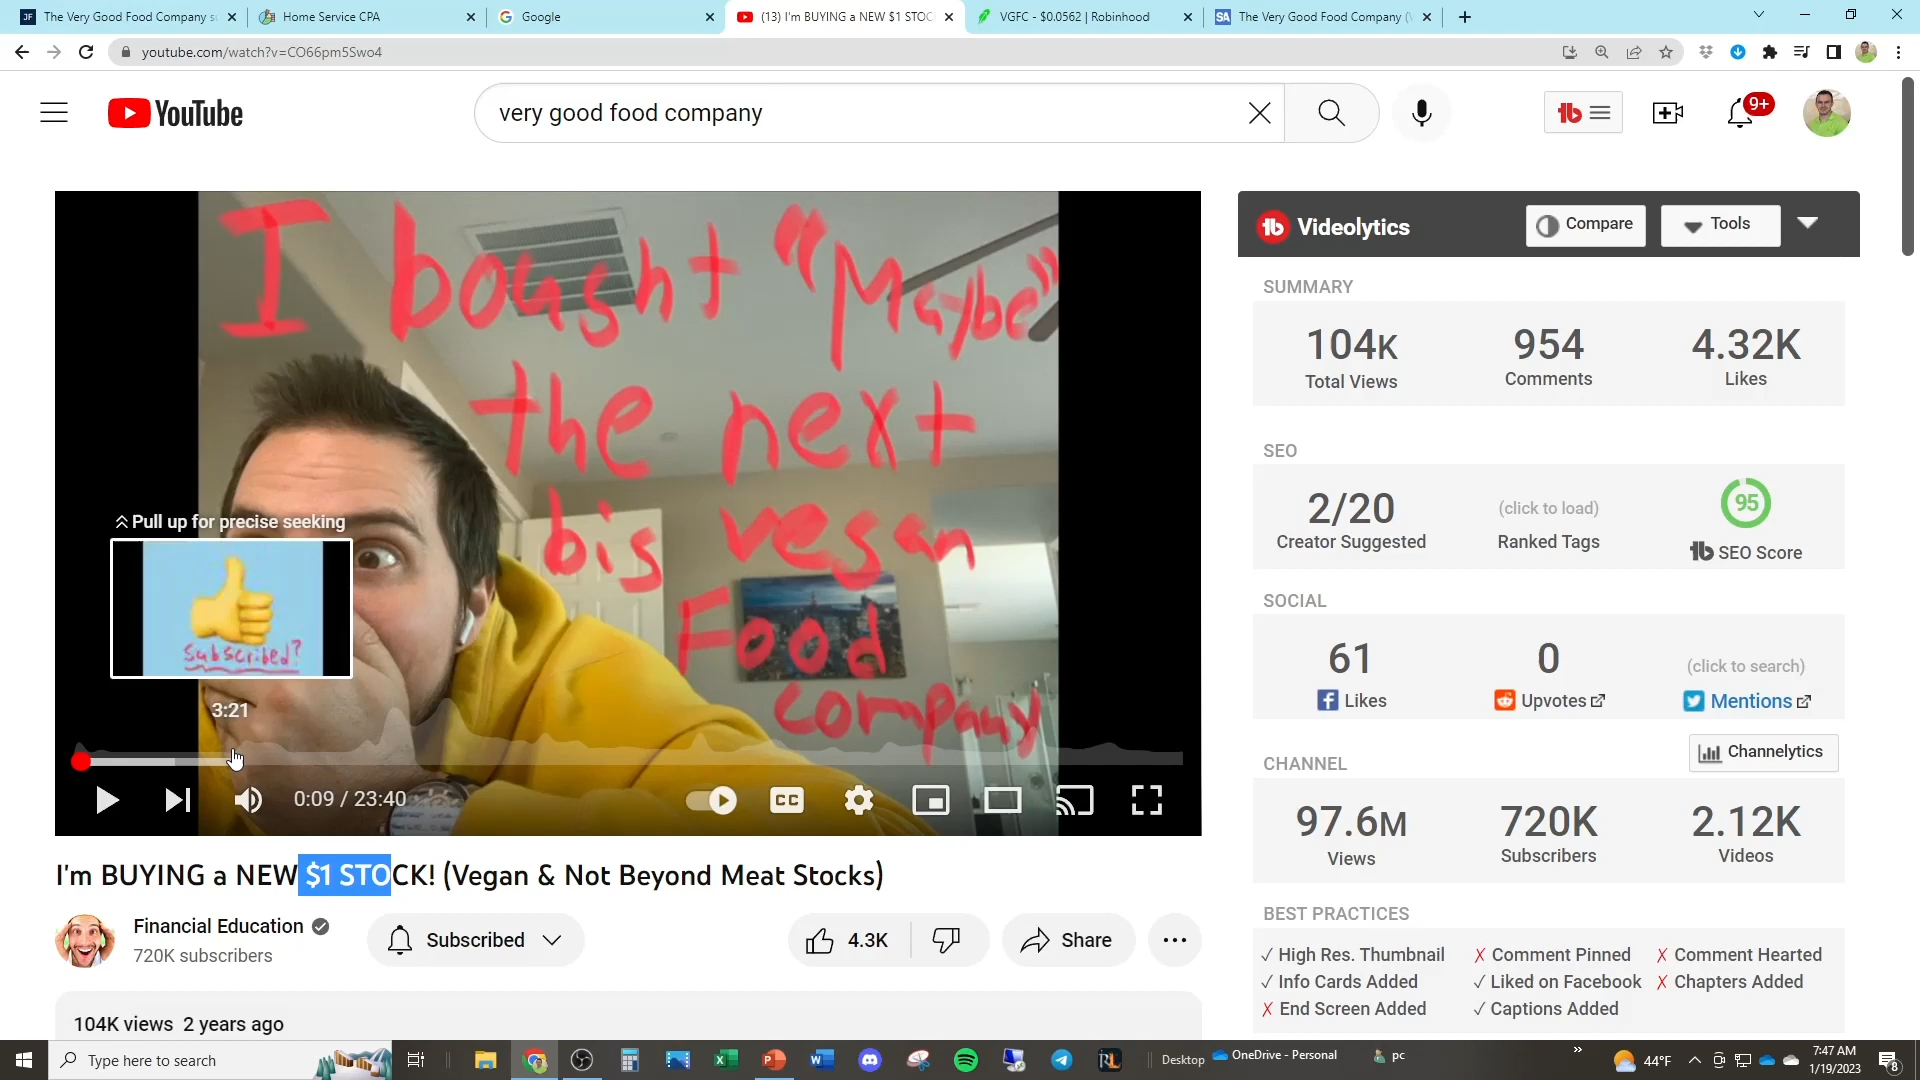 The Very Good Food Company su
Home Service CPA
Google
(13) I'm BUYING a NEW $1 STOC
VGFC - $0.0562 | Robinhood
The Very Good Food Company (
youtube.com/watch?v=CO66pm5Swo4
YouTube
very good food company
9+
I bought "Maybe"
the next
big vegan
Food
company
Pull up for precise seeking
Subscribed?
3:21
0:09 / 23:40
CC
I'm BUYING a NEW $1 STOCK! (Vegan & Not Beyond Meat Stocks)
Financial Education
720K subscribers
Subscribed
4.3K
Share
104K views 2 years ago
Videolytics
Compare
Tools
SUMMARY
104K 954 4.32K
Total Views Comments Likes
SEO
2/20 (click to load) 95
Creator Suggested Ranked Tags SEO Score
SOCIAL
61 0 (click to search)
Likes Upvotes Mentions
Channelytics
CHANNEL
97.6M 720K 2.12K
Views Subscribers Videos
BEST PRACTICES
✓ High Res. Thumbnail ✗ Comment Pinned ✗ Comment Hearted
✓ Info Cards Added ✓ Liked on Facebook ✗ Chapters Added
✗ End Screen Added ✓ Captions Added
Type here to search
Desktop
OneDrive - Personal
pc
44°F
7:47 AM
1/19/2023
8